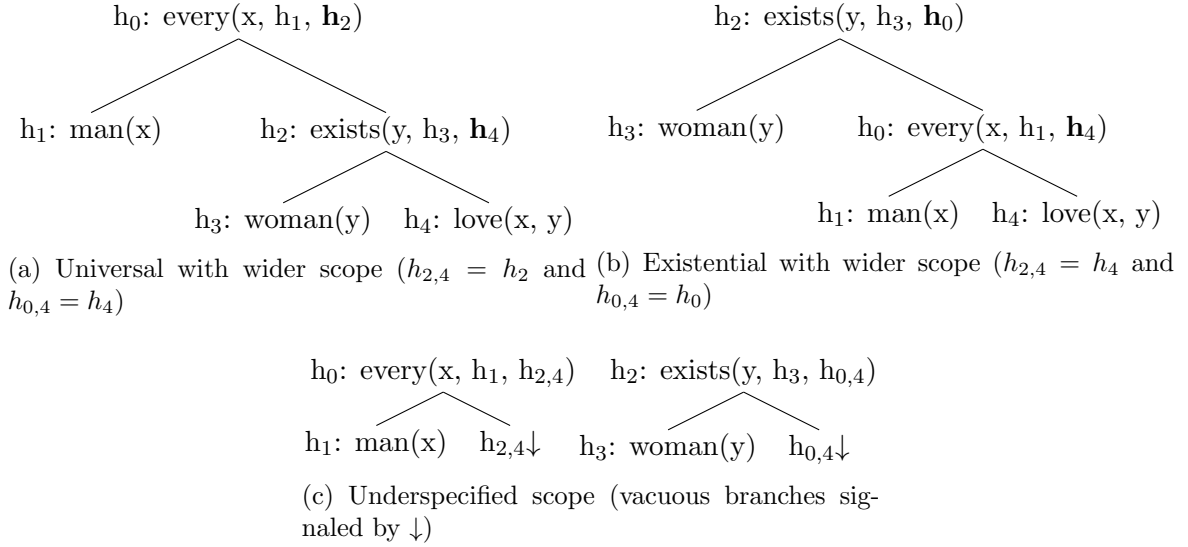 h0: every(x, h1, h2)
h1: man(x) h2: exists(y, h3, h4)
h3: woman(y) h4: love(x, y)
(a) Universal with wider scope (h2,4 = h2 and
h0,4 = h4)
h2: exists(y, h3, h0)
h3: woman(y) h0: every(x, h1, h4)
h1: man(x) h4: love(x, y)
(b) Existential with wider scope (h2,4 = h4 and
h0,4 = h0)
h0: every(x, h1, h2,4) h2: exists(y, h3, h0,4)
h1: man(x) h2,4↓ h3: woman(y) h0,4↓
(c) Underspecified scope (vacuous branches sig-
naled by ↓)